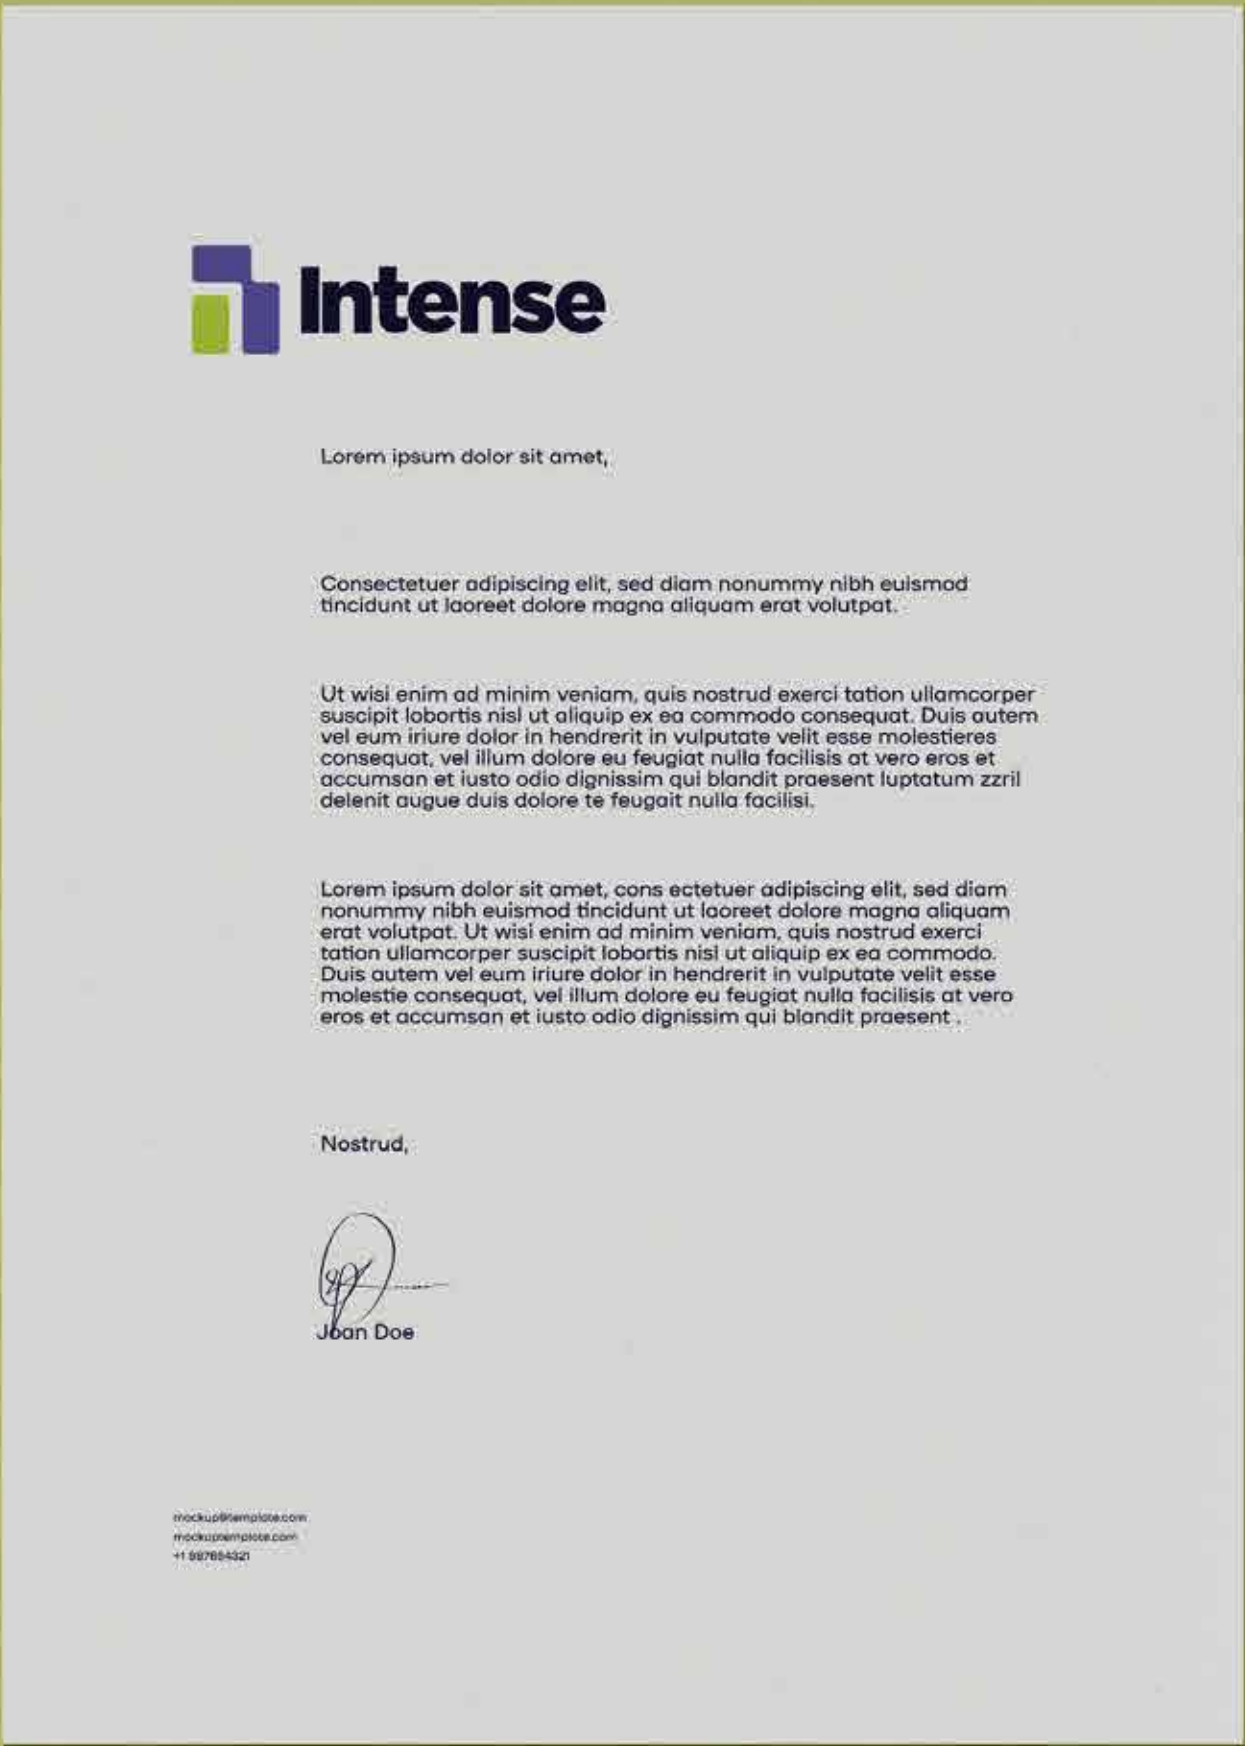 Intense
Lorem ipsum dolor sit amet,
Consectetuer adipiscing elit, sed diam nonummy nibh euismod
tincidunt ut laoreet dolore magna aliquam erat volutpat.
Ut wisi enim ad minim veniam, quis nostrud exerci tation ullamcorper
suscipit lobortis nisl ut aliquip ex ea commodo consequat. Duis autem
vel eum iriure dolor in hendrerit in vulputate velit esse molestieres
consequat, vel illum dolore eu feugiat nulla facilisis at vero eros et
accumsan et iusto odio dignissim qui blandit praesent luptatum zzril
delenit augue duis dolore te feugait nulla facilisi.
Lorem ipsum dolor sit amet, cons ectetuer adipiscing elit, sed diam
nonummy nibh euismod tincidunt ut laoreet dolore magna aliquam
erat volutpat. Ut wisi enim ad minim veniam, quis nostrud exerci
tation ullamcorper suscipit lobortis nisl ut aliquip ex ea commodo.
Duis autem vel eum iriure dolor in hendrerit in vulputate velit esse
molestie consequat, vel illum dolore eu feugiat nulla facilisis at vero
eros et accumsan et iusto odio dignissim qui blandit praesent .
Nostrud,
Joan Doe
mockup@template.com
mockuptemplate.com
+1 987654321